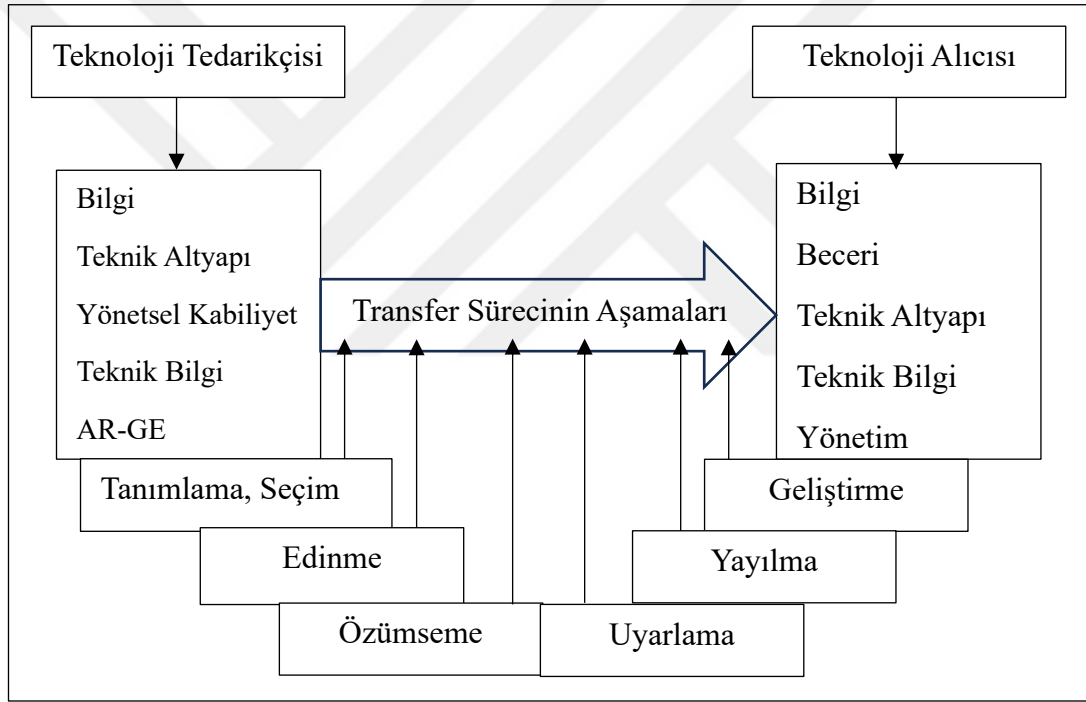 Teknoloji Tedarikçisi
Teknoloji Alıcısı
Bilgi
Teknik Altyapı
Yönetsel Kabiliyet
Teknik Bilgi
AR-GE
Transfer Sürecinin Aşamaları
Bilgi
Beceri
Teknik Altyapı
Teknik Bilgi
Yönetim
Tanımlama, Seçim
Edinme
Özümseme
Uyarlama
Yayılma
Geliştirme